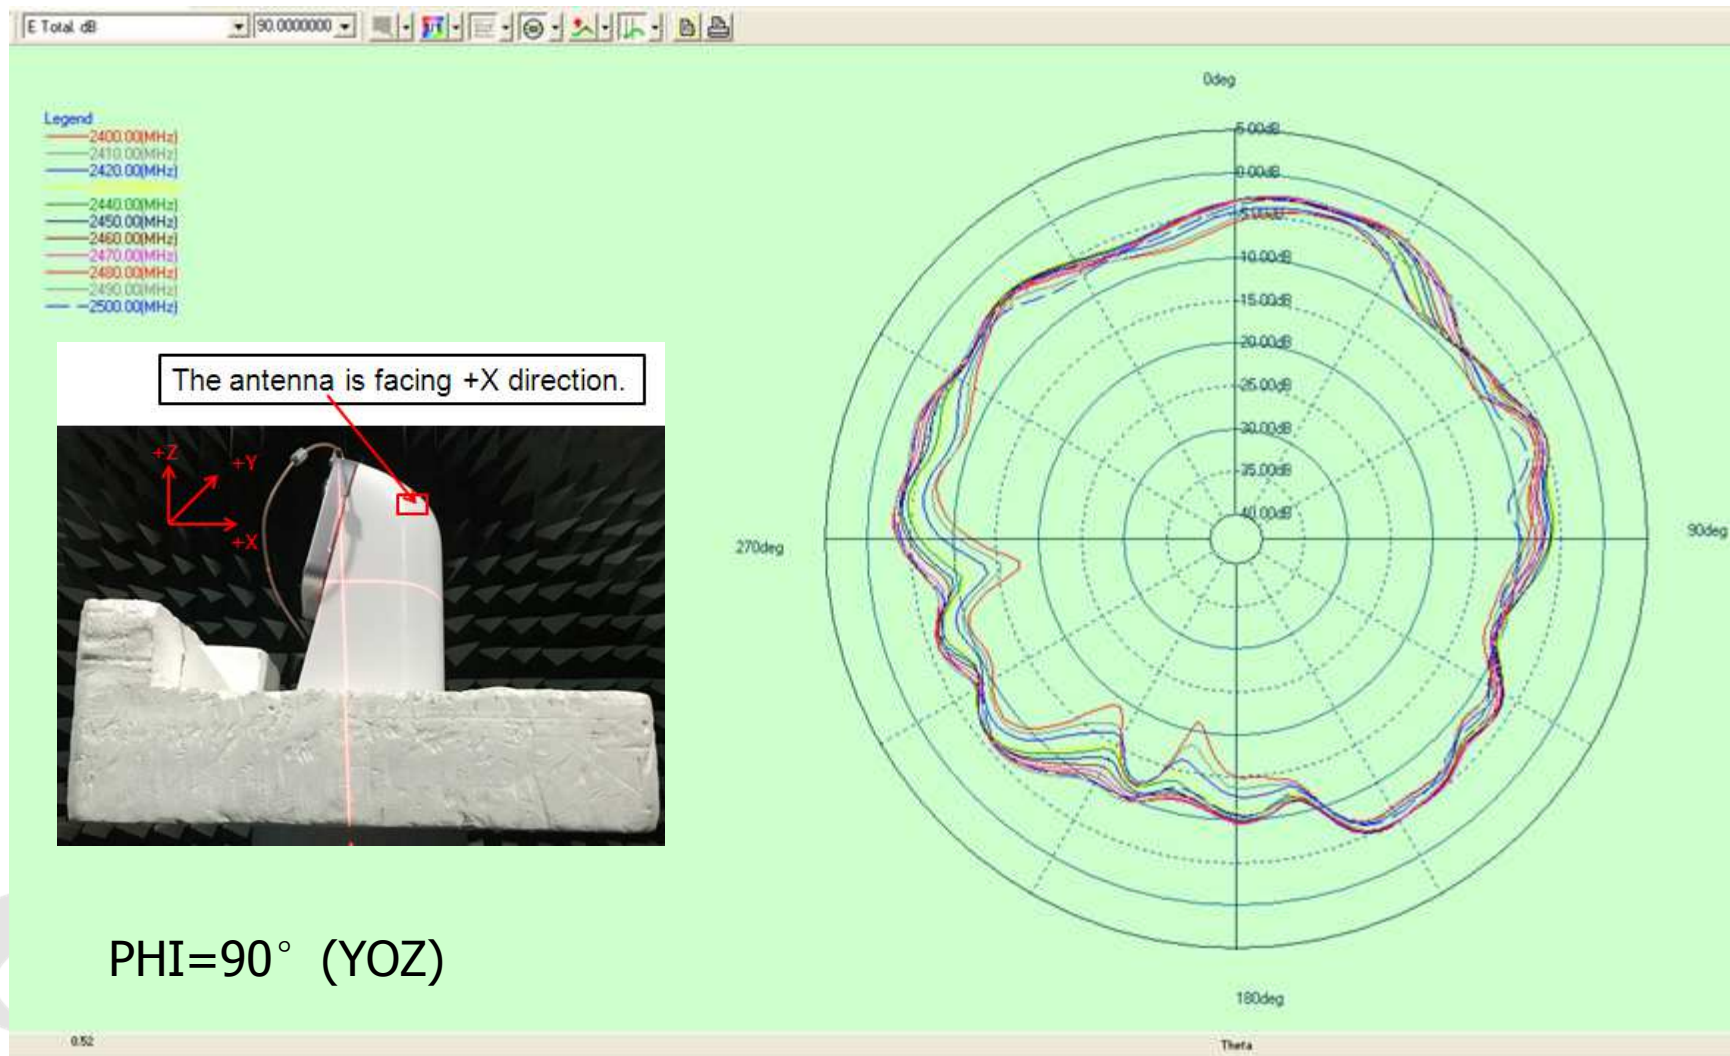 E Total. dB 90.0000000
Legend
2400.00(MHz)
2410.00(MHz)
2420.00(MHz)
2440.00(MHz)
2450.00(MHz)
2460.00(MHz)
2470.00(MHz)
2480.00(MHz)
2490.00(MHz)
2500.00(MHz)
The antenna is facing +X direction.
+Z
+Y
+X
PHI=90° (YOZ)
0deg
5.00dB
0.00dB
-5.00dB
-10.00dB
-15.00dB
-20.00dB
-25.00dB
-30.00dB
-35.00dB
-40.00dB
270deg
90deg
180deg
Theta